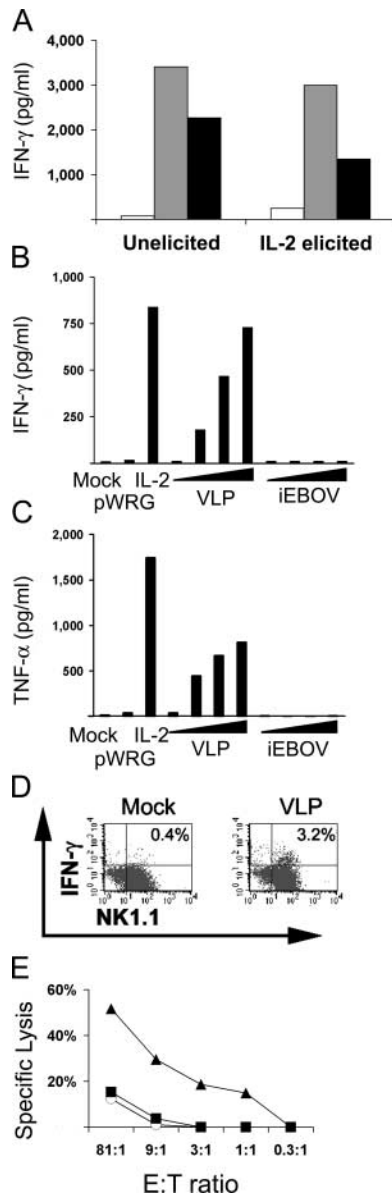 A
IFN-γ (pg/ml)
4,000
3,000
2,000
1,000
Unelicited IL-2 elicited
B
IFN-γ (pg/ml)
1,000
750
500
250
Mock IL-2
pWRG VLP iEBOV
C
TNF-α (pg/ml)
2,000
1,500
1,000
500
Mock IL-2
pWRG VLP iEBOV
D
Mock VLP
0.4% 3.2%
IFN-γ
NK1.1
E
Specific Lysis
60%
40%
20%
81:1 9:1 3:1 1:1 0.3:1
E:T ratio